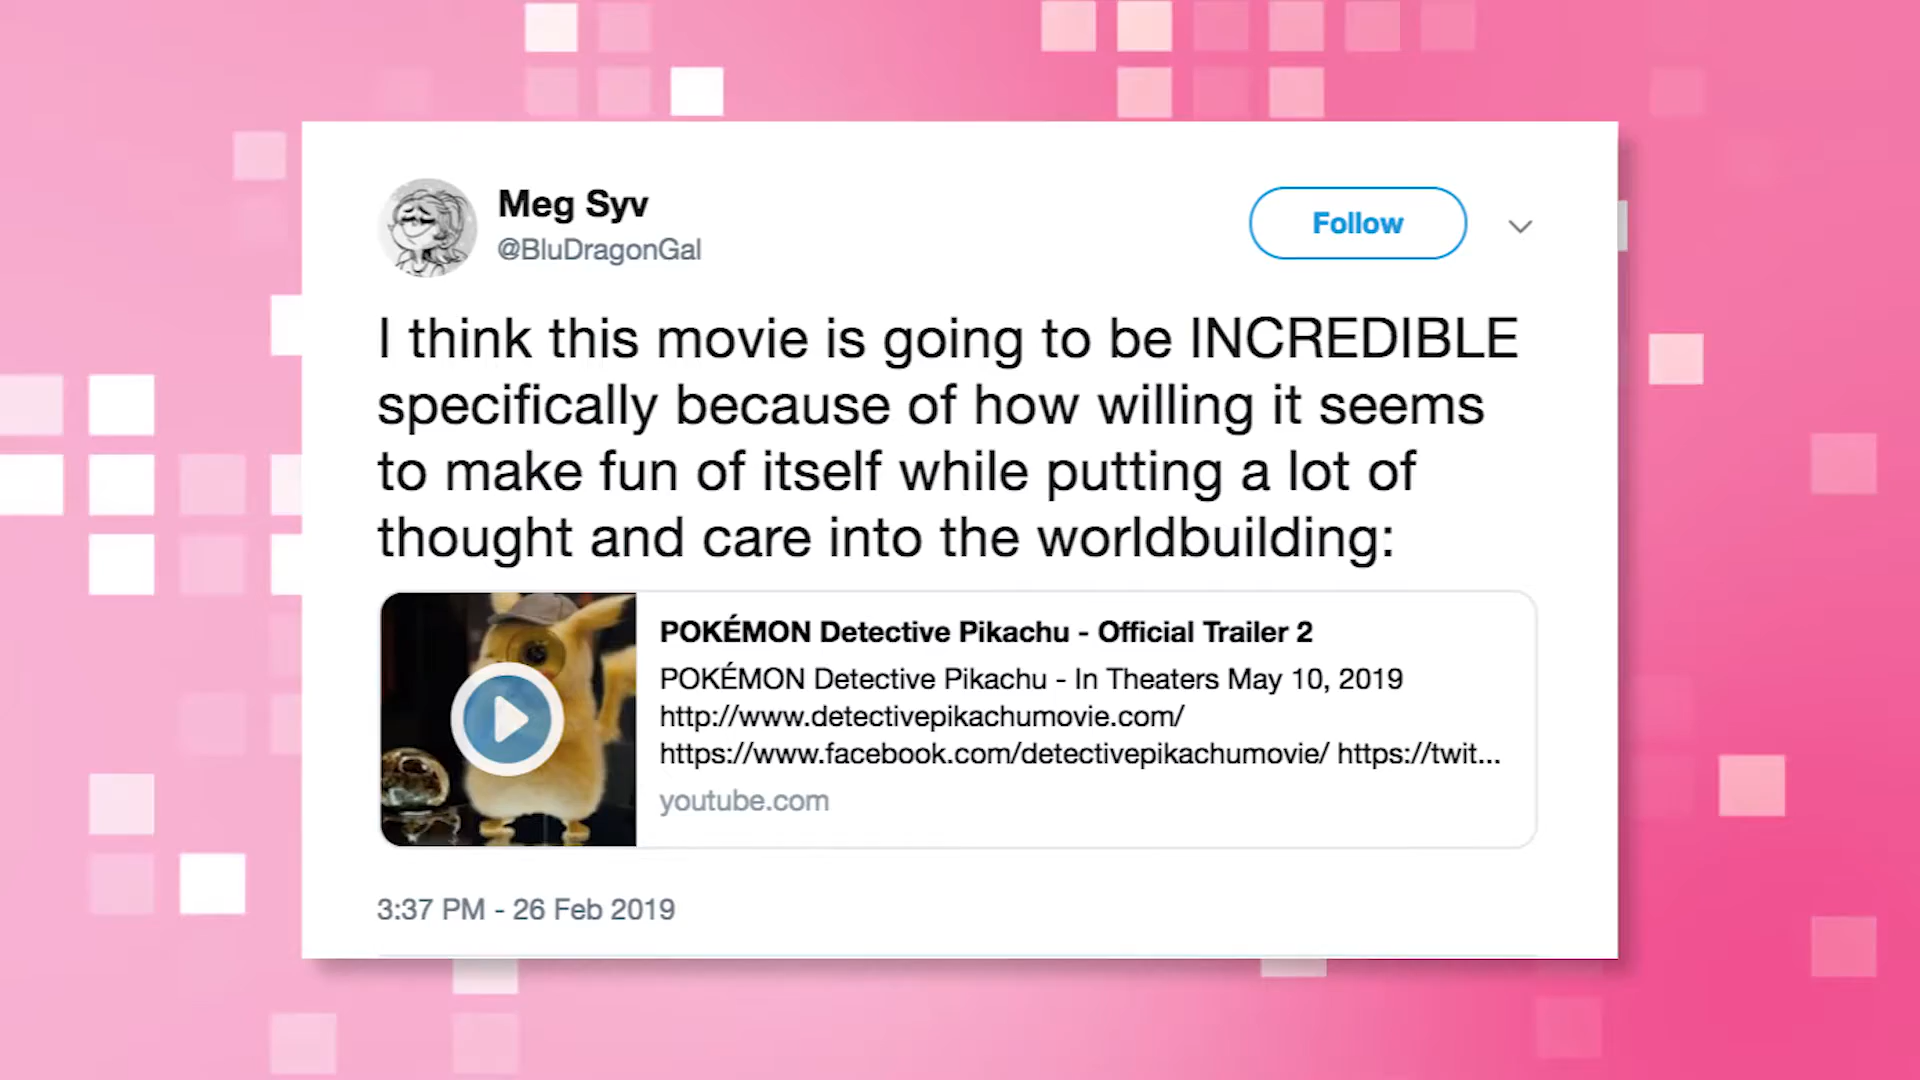 Meg Syv
@BluDragonGal
Follow
I think this movie is going to be INCREDIBLE
specifically because of how willing it seems
to make fun of itself while putting a lot of
thought and care into the worldbuilding:
POKÉMON Detective Pikachu - Official Trailer 2
POKÉMON Detective Pikachu - In Theaters May 10, 2019
http://www.detectivepikachumovie.com/
https://www.facebook.com/detectivepikachumovie/ https://twit...
youtube.com
3:37 PM - 26 Feb 2019